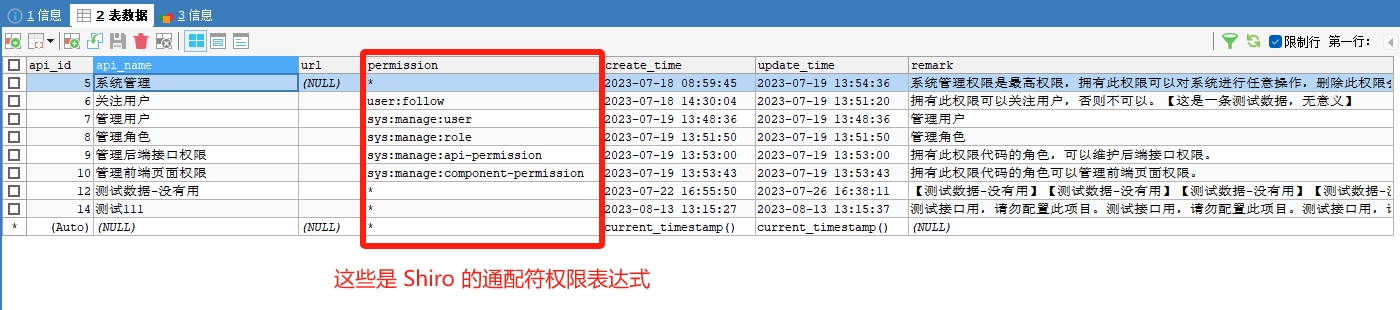 1 信息 2 表数据 3 信息
限制行 第一行:
api_id api_name url permission create_time update_time remark
5 系统管理 (NULL) * 2023-07-18 08:59:45 2023-07-19 13:54:36 系统管理权限是最高权限，拥有此权限可以对系统进行任意操作，删除此权限
6 关注用户 user:follow 2023-07-18 14:30:04 2023-07-19 13:51:20 拥有此权限可以关注用户，否则不可以。【这是一条测试数据，无意义】
7 管理用户 sys:manage:user 2023-07-19 13:48:36 2023-07-19 13:48:36 管理用户
8 管理角色 sys:manage:role 2023-07-19 13:51:50 2023-07-19 13:51:50 管理角色
9 管理后端接口权限 sys:manage:api-permission 2023-07-19 13:53:00 2023-07-19 13:53:00 拥有此权限代码的角色，可以维护后端接口权限。
10 管理前端页面权限 sys:manage:component-permission 2023-07-19 13:53:43 2023-07-19 13:53:43 拥有此权限代码的角色可以管理前端页面权限。
12 测试数据-没有用 * 2023-07-22 16:55:50 2023-07-26 16:38:11 【测试数据-没有用】【测试数据-没有用】【测试数据-没有用】【测试数据-
14 测试111 * 2023-08-13 13:15:27 2023-08-13 13:15:37 测试接口用，请勿配置此项目。测试接口用，请勿配置此项目。测试接口用，
* (Auto) (NULL) (NULL) * current_timestamp() current_timestamp() (NULL)
这些是 Shiro 的通配符权限表达式